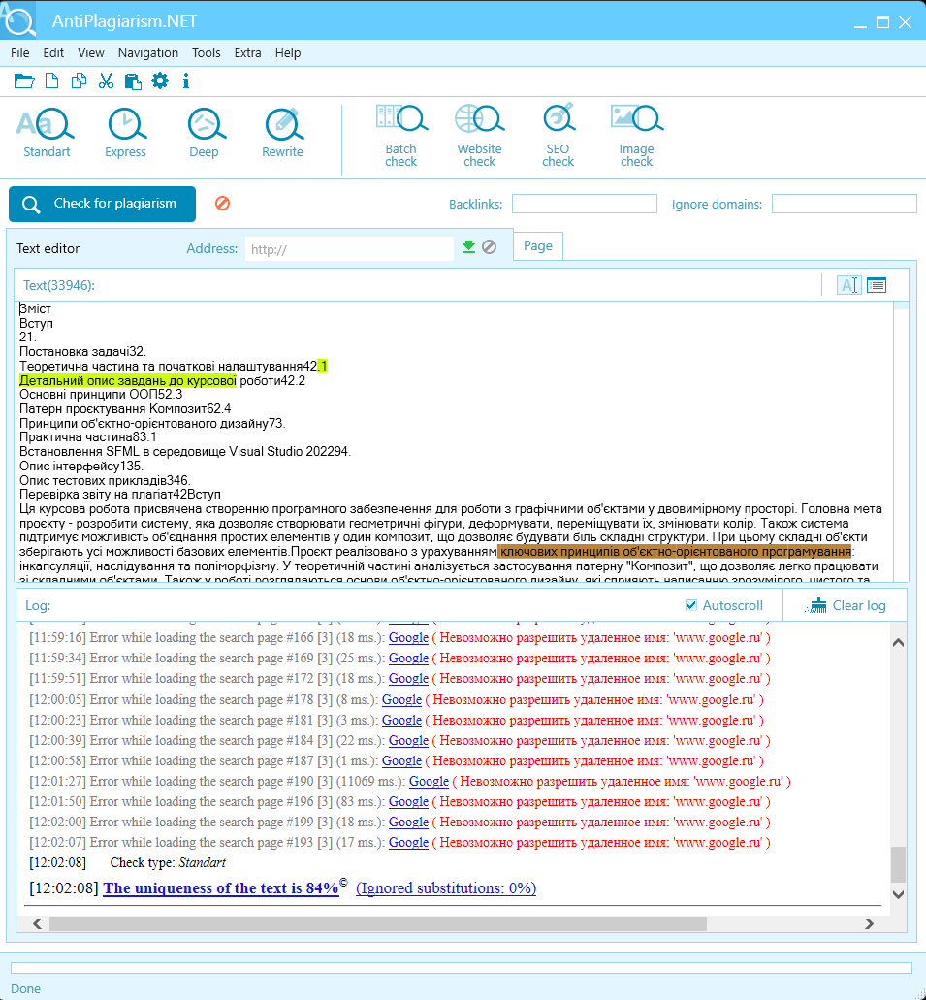 AntiPlagiarism.NET
File Edit View Navigation Tools Extra Help
Aa
Standart Express Deep Rewrite Batch check Website check SEO check Image check
Check for plagiarism Backlinks: Ignore domains:
Text editor Address: http:// Page
Text(33946):
Зміст
Вступ
21.
Постановка задачі32.
Теоретична частина та початкові налаштування42.1
Детальний опис завдань до курсової роботи42.2
Основні принципи ООП52.3
Патерн проєктування Композит62.4
Принципи об'єктно-орієнтованого дизайну73.
Практична частина83.1
Встановлення SFML в середовище Visual Studio 202294.
Опис інтерфейсу135.
Опис тестових прикладів346.
Перевірка звіту на плагіат42Вступ
Ця курсова робота присвячена створенню програмного забезпечення для роботи з графічними об'єктами у двовимірному просторі. Головна мета
проєкту - розробити систему, яка дозволяє створювати геометричні фігури, деформувати, переміщувати їх, змінювати колір. Також система
підтримує можливість об'єднання простих елементів у один композит, що дозволяє будувати біль складні структури. При цьому складні об'єкти
зберігають усі можливості базових елементів.Проєкт реалізовано з урахуванням ключових принципів об'єктно-орієнтованого програмування:
інкапсуляції, наслідування та поліморфізму. У теоретичній частині аналізується застосування патерну "Композит", що дозволяє легко працювати
зі складними об'єктами. Також у роботі розглядаються основи об'єктно-орієнтованого дизайну, які сприяють написанню зрозумілого, чистого та
Log: Autoscroll Clear log
[11:59:16] Error while loading the search page #166 [3] (18 ms.): Google ( Невозможно разрешить удаленное имя: 'www.google.ru' )
[11:59:34] Error while loading the search page #169 [3] (25 ms.): Google ( Невозможно разрешить удаленное имя: 'www.google.ru' )
[11:59:51] Error while loading the search page #172 [3] (18 ms.): Google ( Невозможно разрешить удаленное имя: 'www.google.ru' )
[12:00:05] Error while loading the search page #178 [3] (8 ms.): Google ( Невозможно разрешить удаленное имя: 'www.google.ru' )
[12:00:23] Error while loading the search page #181 [3] (3 ms.): Google ( Невозможно разрешить удаленное имя: 'www.google.ru' )
[12:00:39] Error while loading the search page #184 [3] (22 ms.): Google ( Невозможно разрешить удаленное имя: 'www.google.ru' )
[12:00:58] Error while loading the search page #187 [3] (1 ms.): Google ( Невозможно разрешить удаленное имя: 'www.google.ru' )
[12:01:27] Error while loading the search page #190 [3] (11069 ms.): Google ( Невозможно разрешить удаленное имя: 'www.google.ru' )
[12:01:50] Error while loading the search page #196 [3] (83 ms.): Google ( Невозможно разрешить удаленное имя: 'www.google.ru' )
[12:02:00] Error while loading the search page #199 [3] (18 ms.): Google ( Невозможно разрешить удаленное имя: 'www.google.ru' )
[12:02:07] Error while loading the search page #193 [3] (17 ms.): Google ( Невозможно разрешить удаленное имя: 'www.google.ru' )
[12:02:08] Check type: Standart
[12:02:08] The uniqueness of the text is 84%© (Ignored substitutions: 0%)
Done